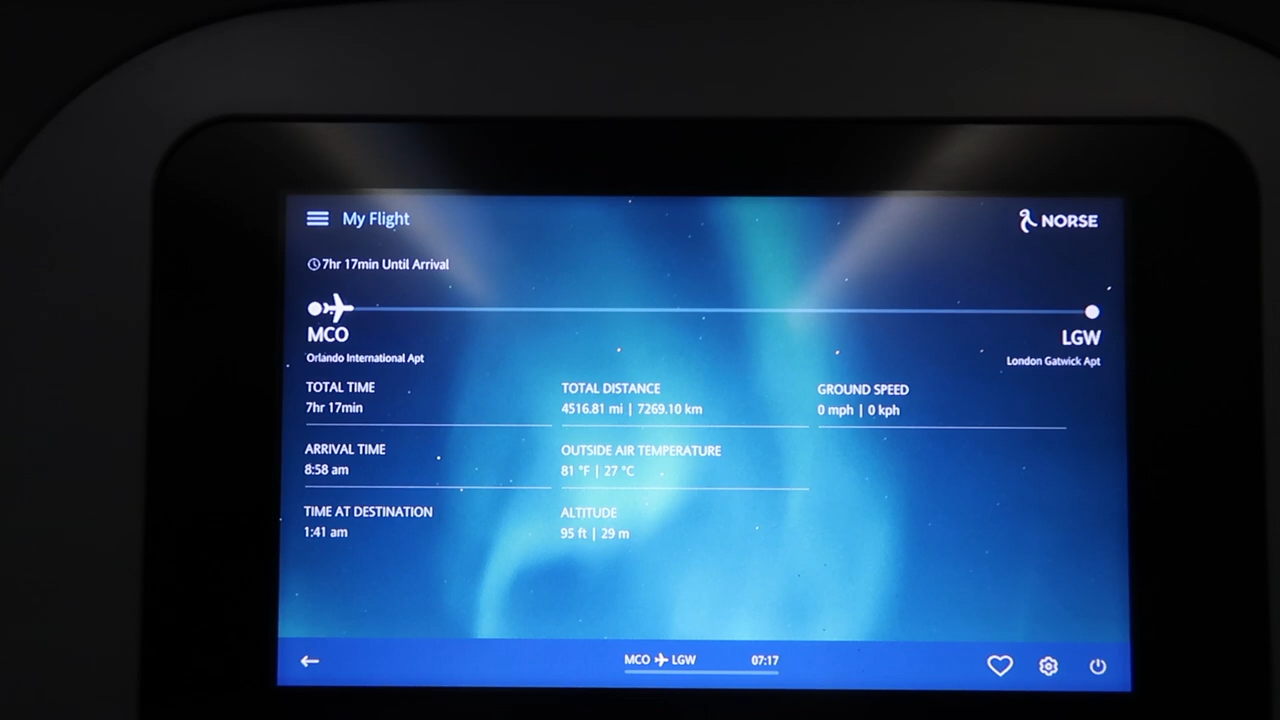 My Flight
NORSE
7hr 17min Until Arrival
MCO
LGW
Orlando International Apt
London Gatwick Apt
TOTAL TIME
TOTAL DISTANCE
GROUND SPEED
7hr 17min
4516.81 mi | 7269.10 km
0 mph | 0 kph
ARRIVAL TIME
OUTSIDE AIR TEMPERATURE
8:58 am
81 °F | 27 °C
TIME AT DESTINATION
ALTITUDE
1:41 am
95 ft | 29 m
MCO LGW 07:17